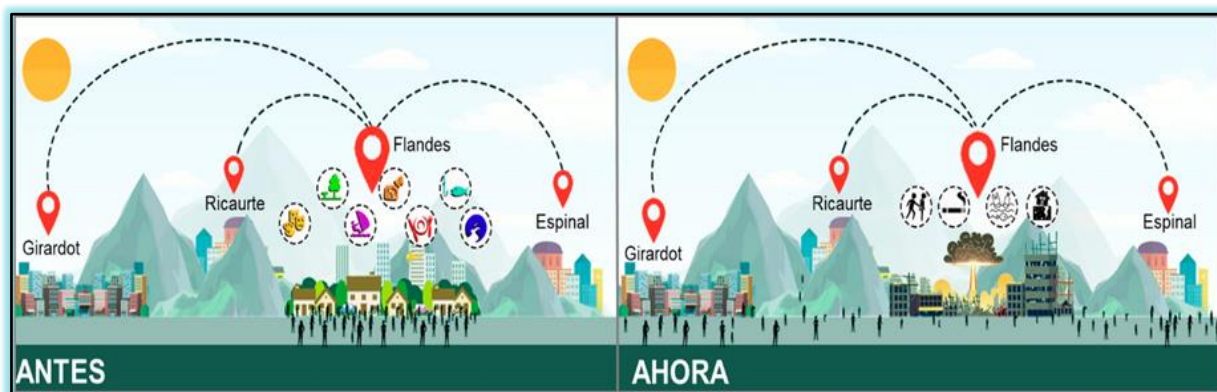 Flandes
Ricaurte
Girardot
Espinal
ANTES
Flandes
Ricaurte
Girardot
Espinal
AHORA